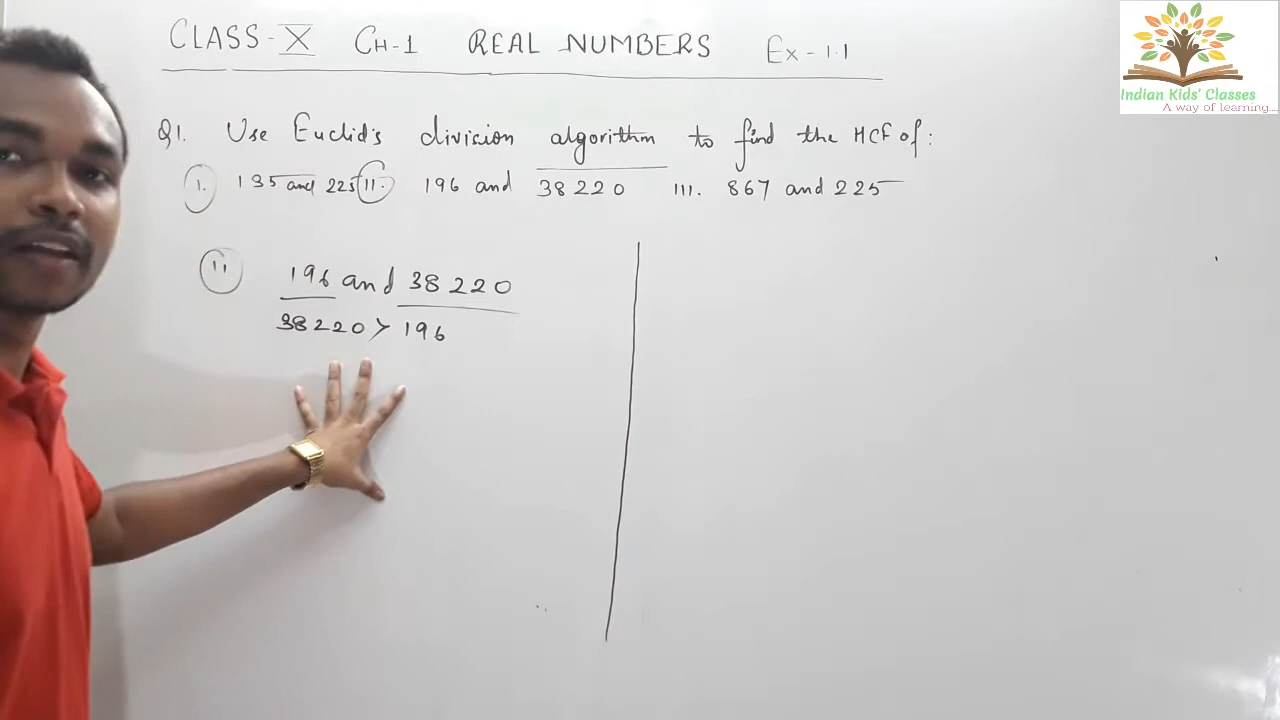 CLASS-X CH-1 REAL NUMBERS Ex-1.1
Q1. Use Euclid's division algorithm to find the HCF of:
i. 135 and 225 ii. 196 and 38220 iii. 867 and 225
ii 196 and 38220
38220 > 196
Indian Kids' Classes
A way of learning....